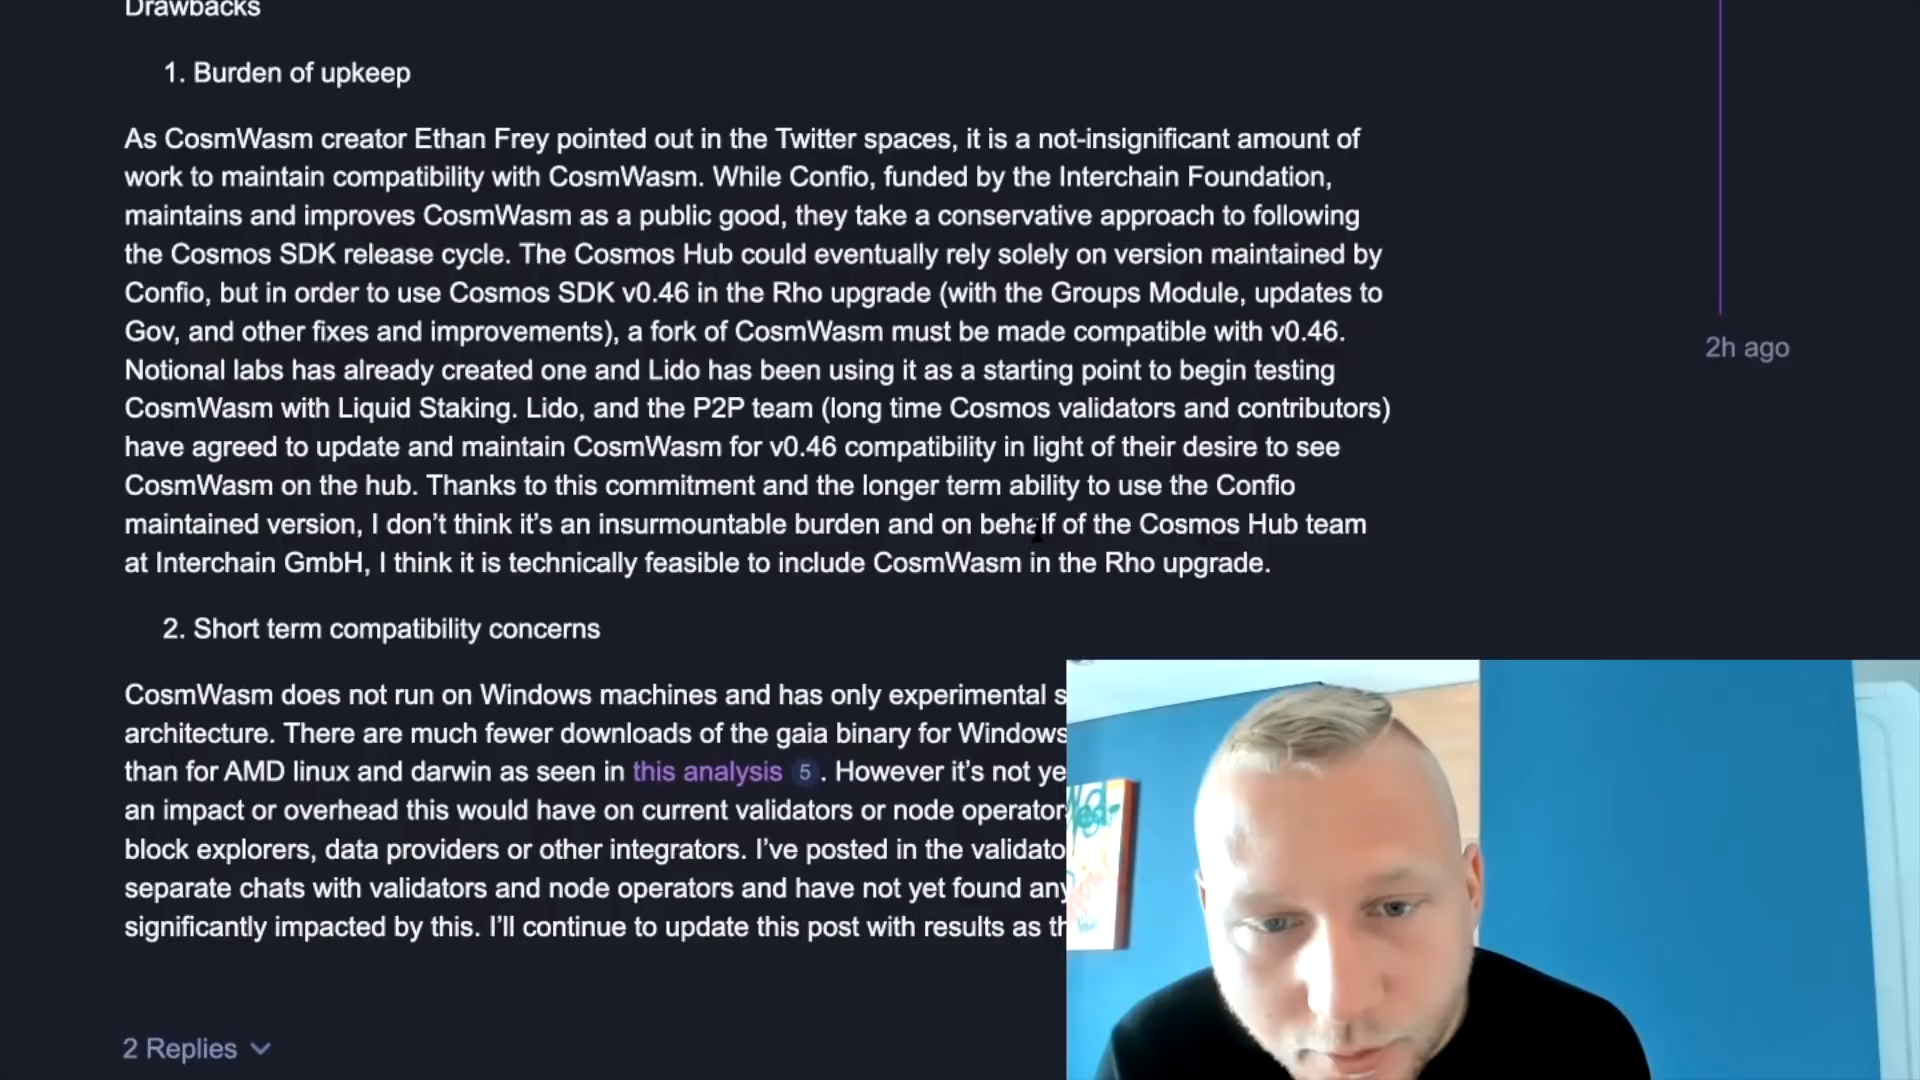 Drawbacks
1. Burden of upkeep
As CosmWasm creator Ethan Frey pointed out in the Twitter spaces, it is a not-insignificant amount of
work to maintain compatibility with CosmWasm. While Confio, funded by the Interchain Foundation,
maintains and improves CosmWasm as a public good, they take a conservative approach to following
the Cosmos SDK release cycle. The Cosmos Hub could eventually rely solely on version maintained by
Confio, but in order to use Cosmos SDK v0.46 in the Rho upgrade (with the Groups Module, updates to
Gov, and other fixes and improvements), a fork of CosmWasm must be made compatible with v0.46.
Notional labs has already created one and Lido has been using it as a starting point to begin testing
CosmWasm with Liquid Staking. Lido, and the P2P team (long time Cosmos validators and contributors)
have agreed to update and maintain CosmWasm for v0.46 compatibility in light of their desire to see
CosmWasm on the hub. Thanks to this commitment and the longer term ability to use the Confio
maintained version, I don’t think it’s an insurmountable burden and on behalf of the Cosmos Hub team
at Interchain GmbH, I think it is technically feasible to include CosmWasm in the Rho upgrade.
2h ago
2. Short term compatibility concerns
CosmWasm does not run on Windows machines and has only experimental s
architecture. There are much fewer downloads of the gaia binary for Windows
than for AMD linux and darwin as seen in this analysis 5 . However it’s not ye
an impact or overhead this would have on current validators or node operator
block explorers, data providers or other integrators. I’ve posted in the validato
separate chats with validators and node operators and have not yet found any
significantly impacted by this. I’ll continue to update this post with results as th
2 Replies